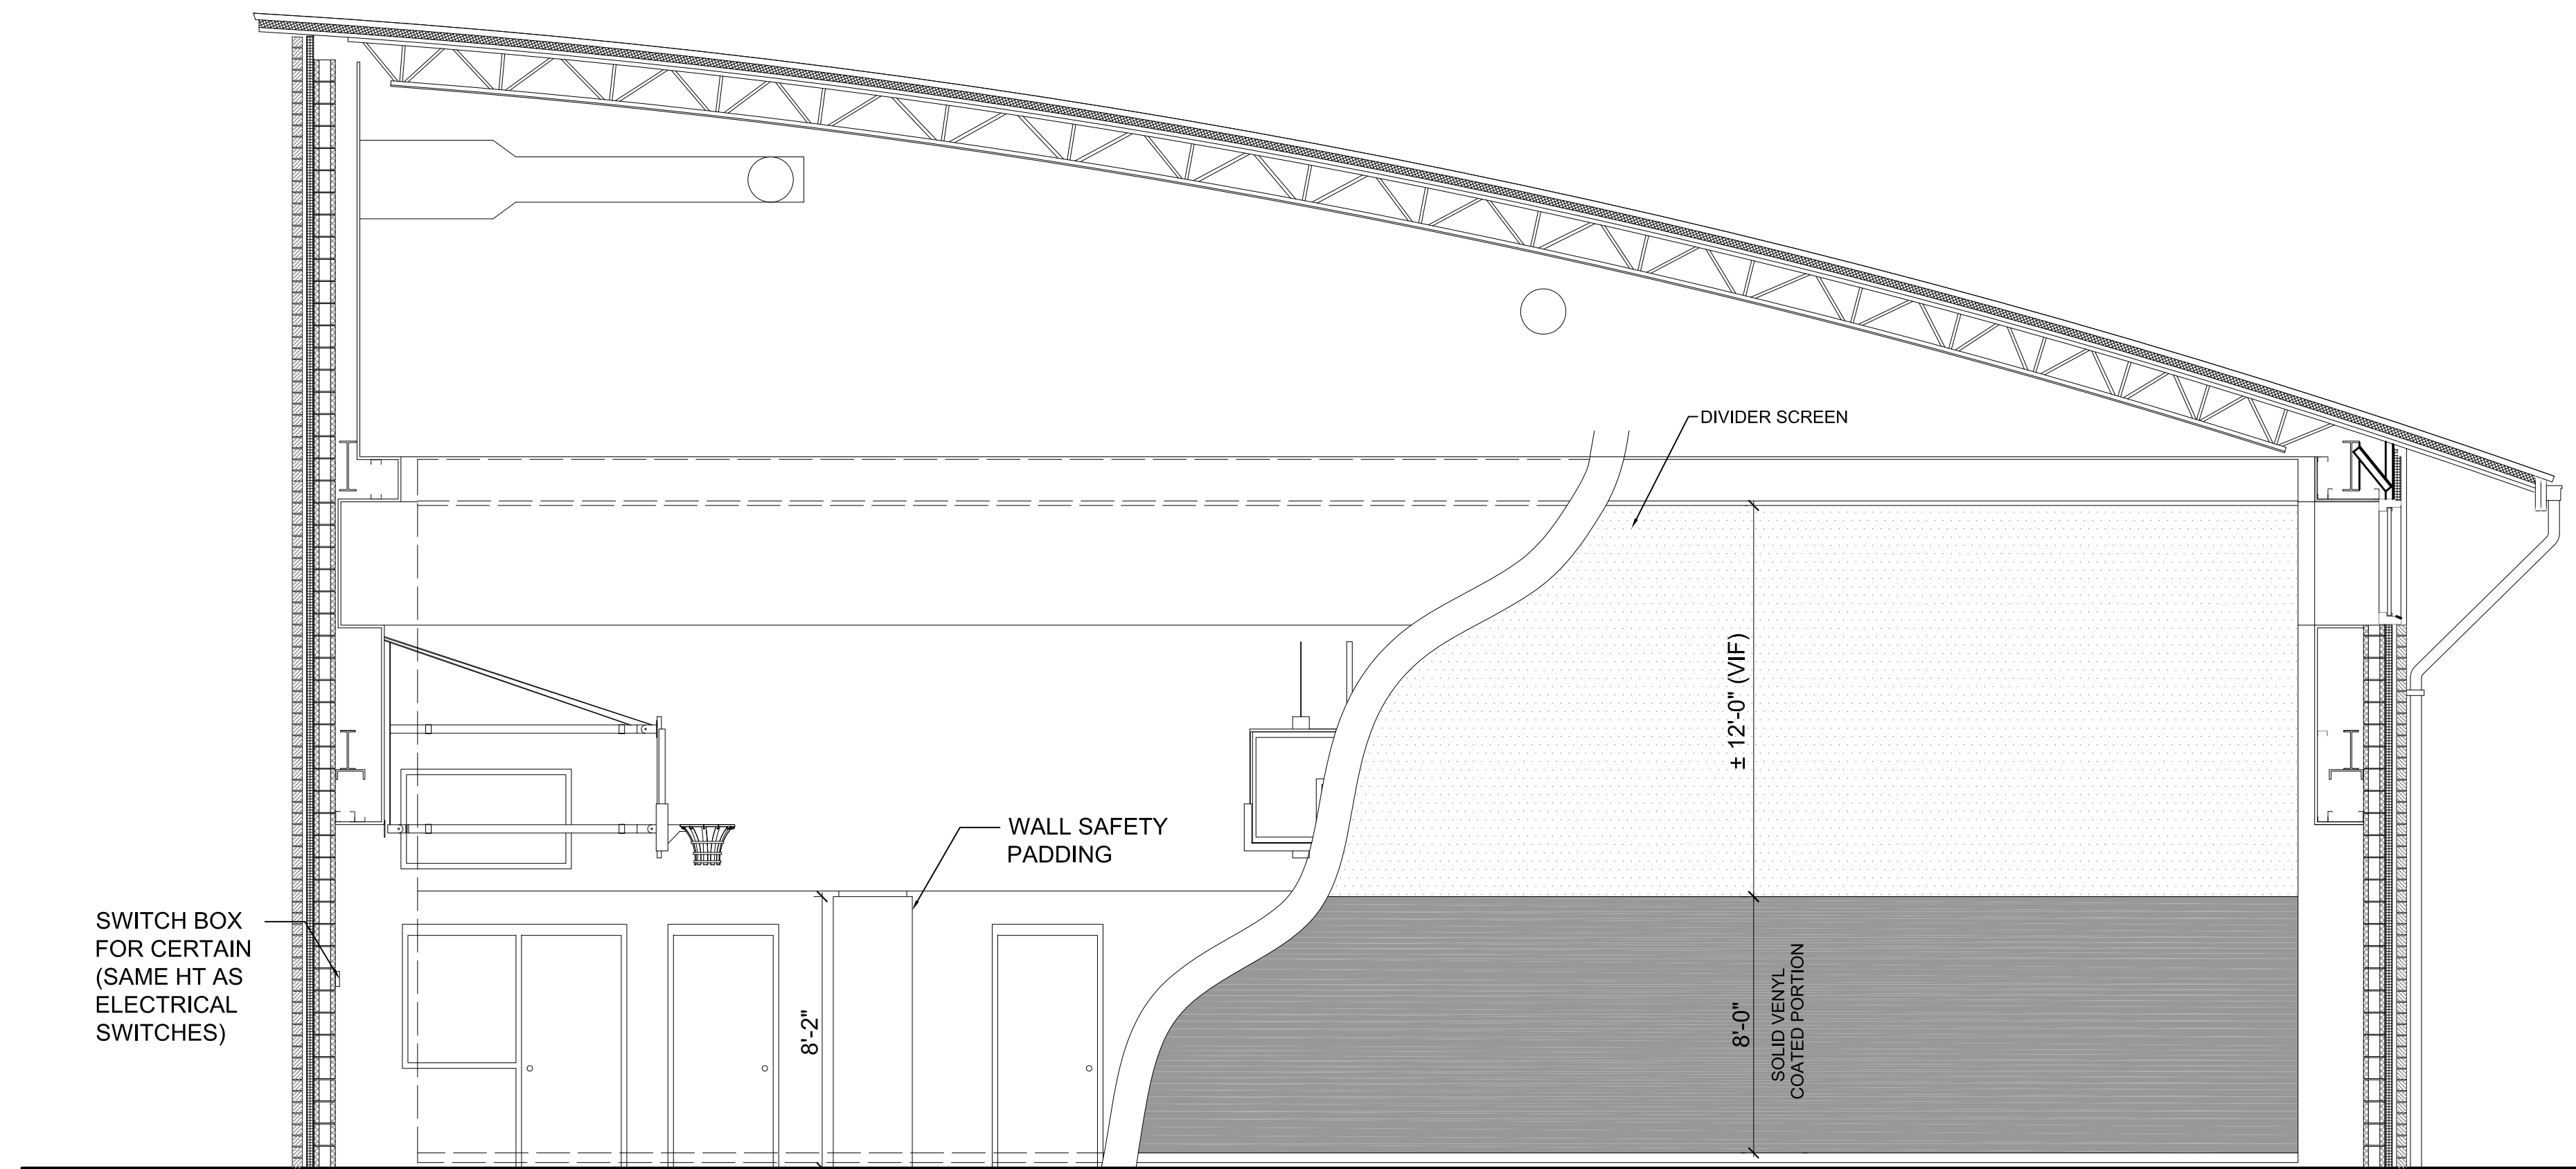 DIVIDER SCREEN
± 12'-0" (VIF)
WALL SAFETY
PADDING
SWITCH BOX
FOR CERTAIN
(SAME HT AS
ELECTRICAL
SWITCHES)
8'-2"
8'-0"
SOLID VENYL
COATED PORTION